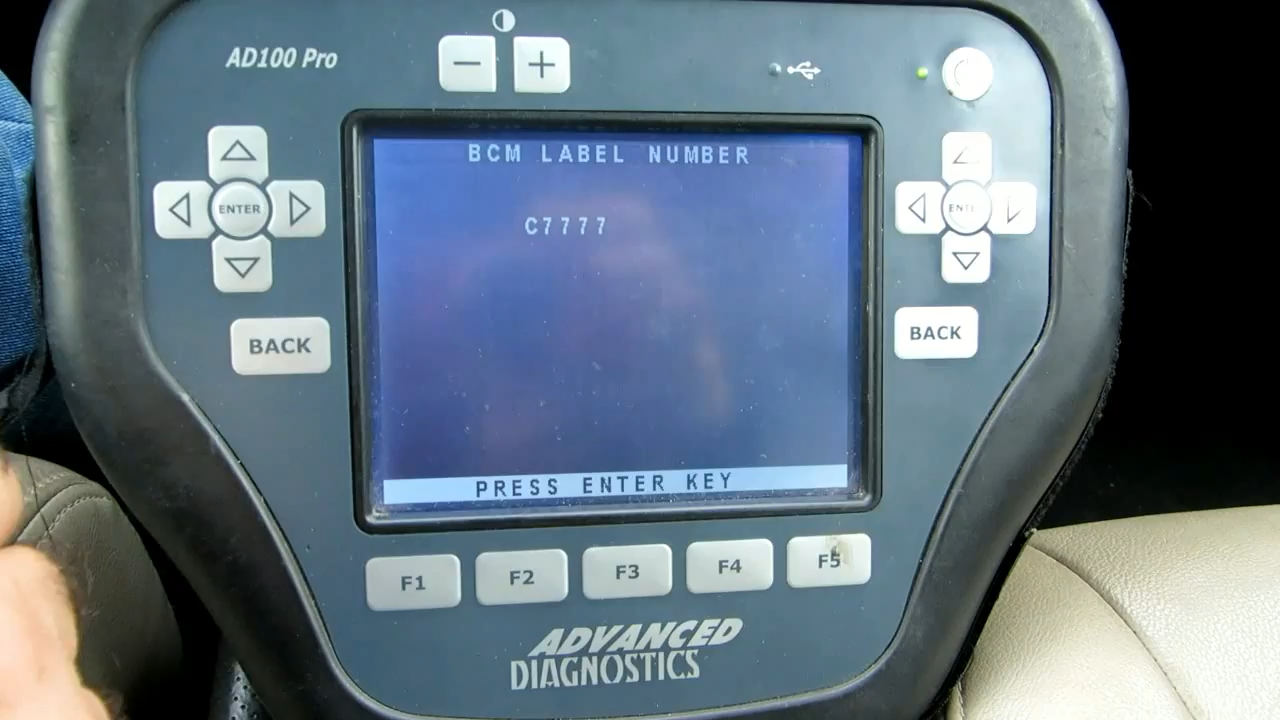 AD100 Pro
BCM LABEL NUMBER
C7777
PRESS ENTER KEY
ENTER
BACK
ENTE
BACK
F1 F2 F3 F4 F5
ADVANCED
DIAGNOSTICS